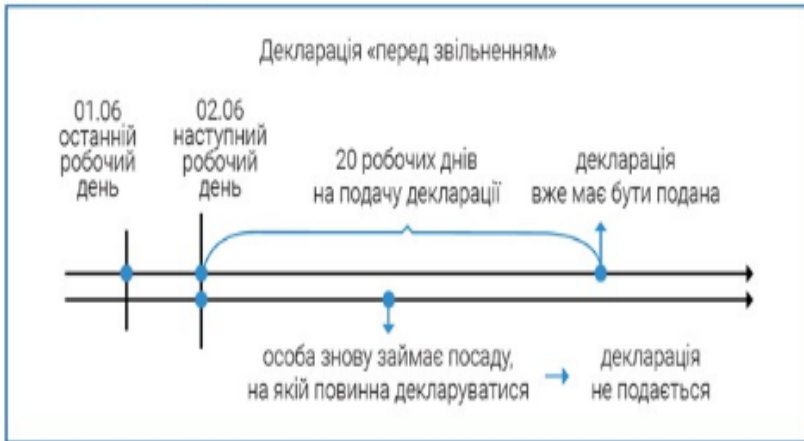 Декларація «перед звільненням»
01.06
останній
робочий
день
02.06
наступний
робочий
день
20 робочих днів
на подачу декларації
декларація
вже має бути подана
особа знову займає посаду,
на якій повинна декларуватися
декларація
не подається